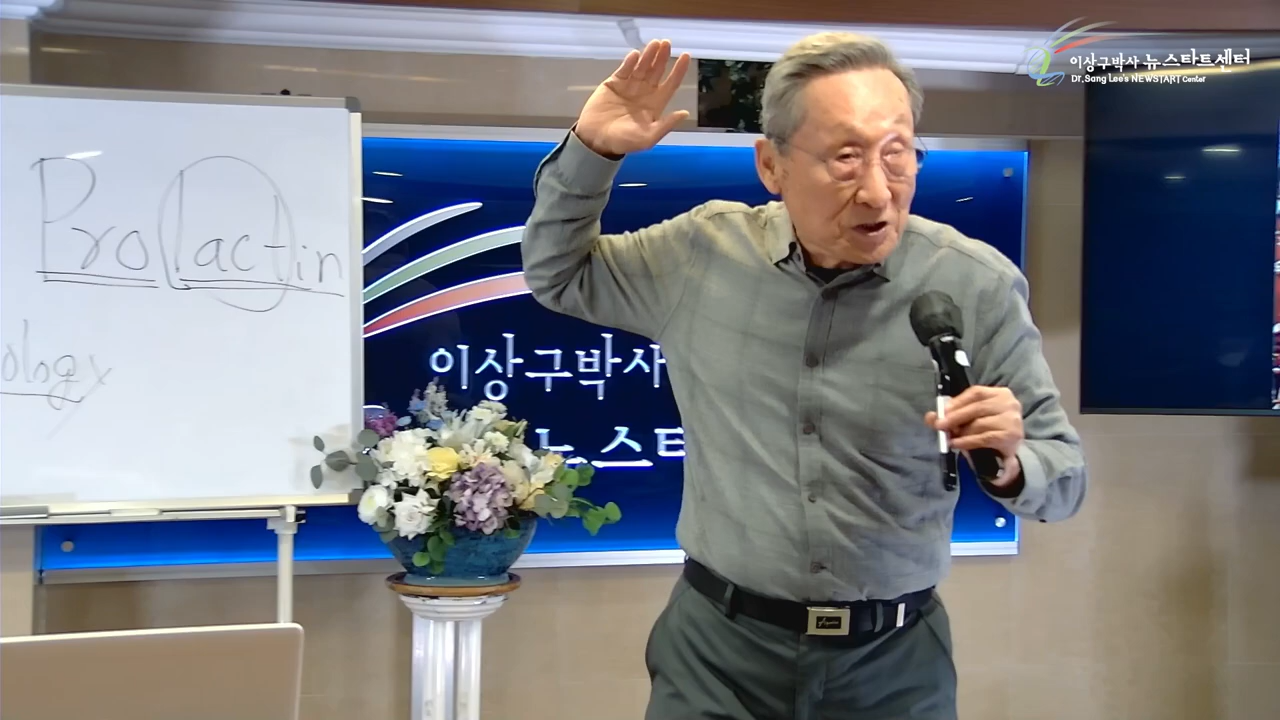 이상구박사 뉴스타트센터
Dr. Sang Lee's NEWSTART Center
Prolactin
ology
이상구박사
뉴스타